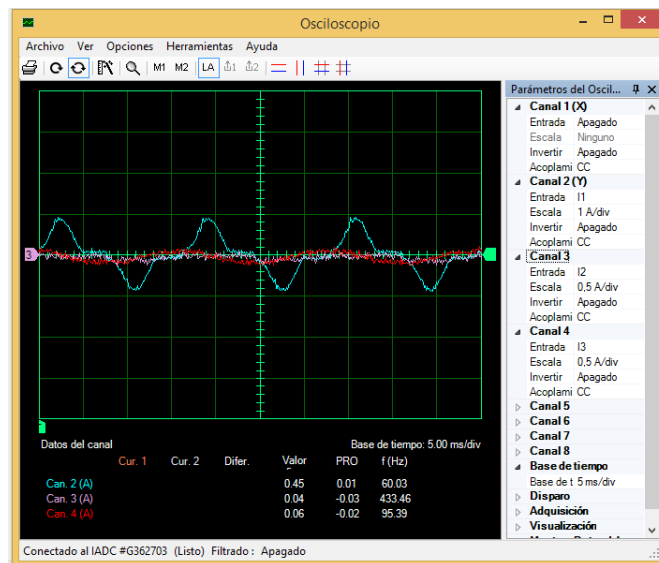 Osciloscopio
Archivo Ver Opciones Herramientas Ayuda
M1 M2 LA 1 2
3
Datos del canal Base de tiempo: 5.00 ms/div
Cur. 1 Cur. 2 Difer. Valor PRO f (Hz)
Can. 2 (A) 0.45 0.01 60.03
Can. 3 (A) 0.04 -0.03 433.46
Can. 4 (A) 0.06 -0.02 95.39
Parámetros del Oscil...
Canal 1 (X)
Entrada Apagado
Escala Ninguno
Invertir Apagado
Acoplami CC
Canal 2 (Y)
Entrada I1
Escala 1 A/div
Invertir Apagado
Acoplami CC
Canal 3
Entrada I2
Escala 0,5 A/div
Invertir Apagado
Acoplami CC
Canal 4
Entrada I3
Escala 0,5 A/div
Invertir Apagado
Acoplami CC
Canal 5
Canal 6
Canal 7
Canal 8
Base de tiempo
Base de t 5 ms/div
Disparo
Adquisición
Visualización
Conectado al IADC #G362703 (Listo) Filtrado : Apagado